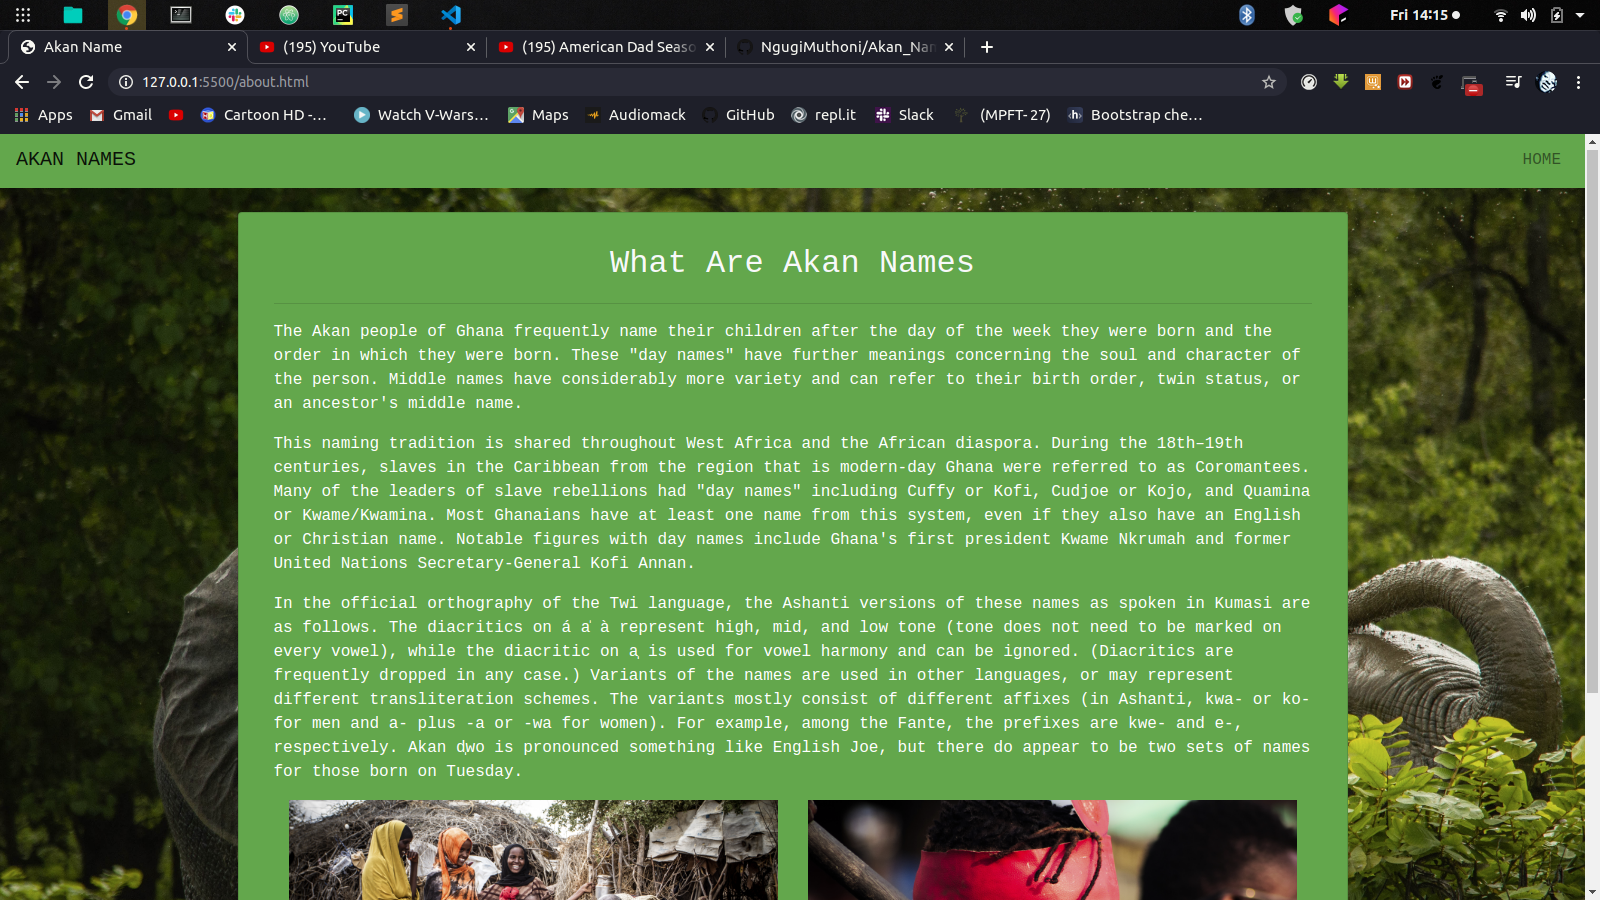 Fri 14:15
Akan Name
(195) YouTube
(195) American Dad Seaso
NgugiMuthoni/Akan_Nam
127.0.0.1:5500/about.html
Apps
Gmail
Cartoon HD -...
Watch V-Wars...
Maps
Audiomack
GitHub
repl.it
Slack
(MPFT-27)
Bootstrap che...
AKAN NAMES
HOME
What Are Akan Names
The Akan people of Ghana frequently name their children after the day of the week they were born and the
order in which they were born. These "day names" have further meanings concerning the soul and character of
the person. Middle names have considerably more variety and can refer to their birth order, twin status, or
an ancestor's middle name.
This naming tradition is shared throughout West Africa and the African diaspora. During the 18th–19th
centuries, slaves in the Caribbean from the region that is modern-day Ghana were referred to as Coromantees.
Many of the leaders of slave rebellions had "day names" including Cuffy or Kofi, Cudjoe or Kojo, and Quamina
or Kwame/Kwamina. Most Ghanaians have at least one name from this system, even if they also have an English
or Christian name. Notable figures with day names include Ghana's first president Kwame Nkrumah and former
United Nations Secretary-General Kofi Annan.
In the official orthography of the Twi language, the Ashanti versions of these names as spoken in Kumasi are
as follows. The diacritics on á a̍ à represent high, mid, and low tone (tone does not need to be marked on
every vowel), while the diacritic on a̩ is used for vowel harmony and can be ignored. (Diacritics are
frequently dropped in any case.) Variants of the names are used in other languages, or may represent
different transliteration schemes. The variants mostly consist of different affixes (in Ashanti, kwa- or ko-
for men and a- plus -a or -wa for women). For example, among the Fante, the prefixes are kwe- and e-,
respectively. Akan d̩wo is pronounced something like English Joe, but there do appear to be two sets of names
for those born on Tuesday.